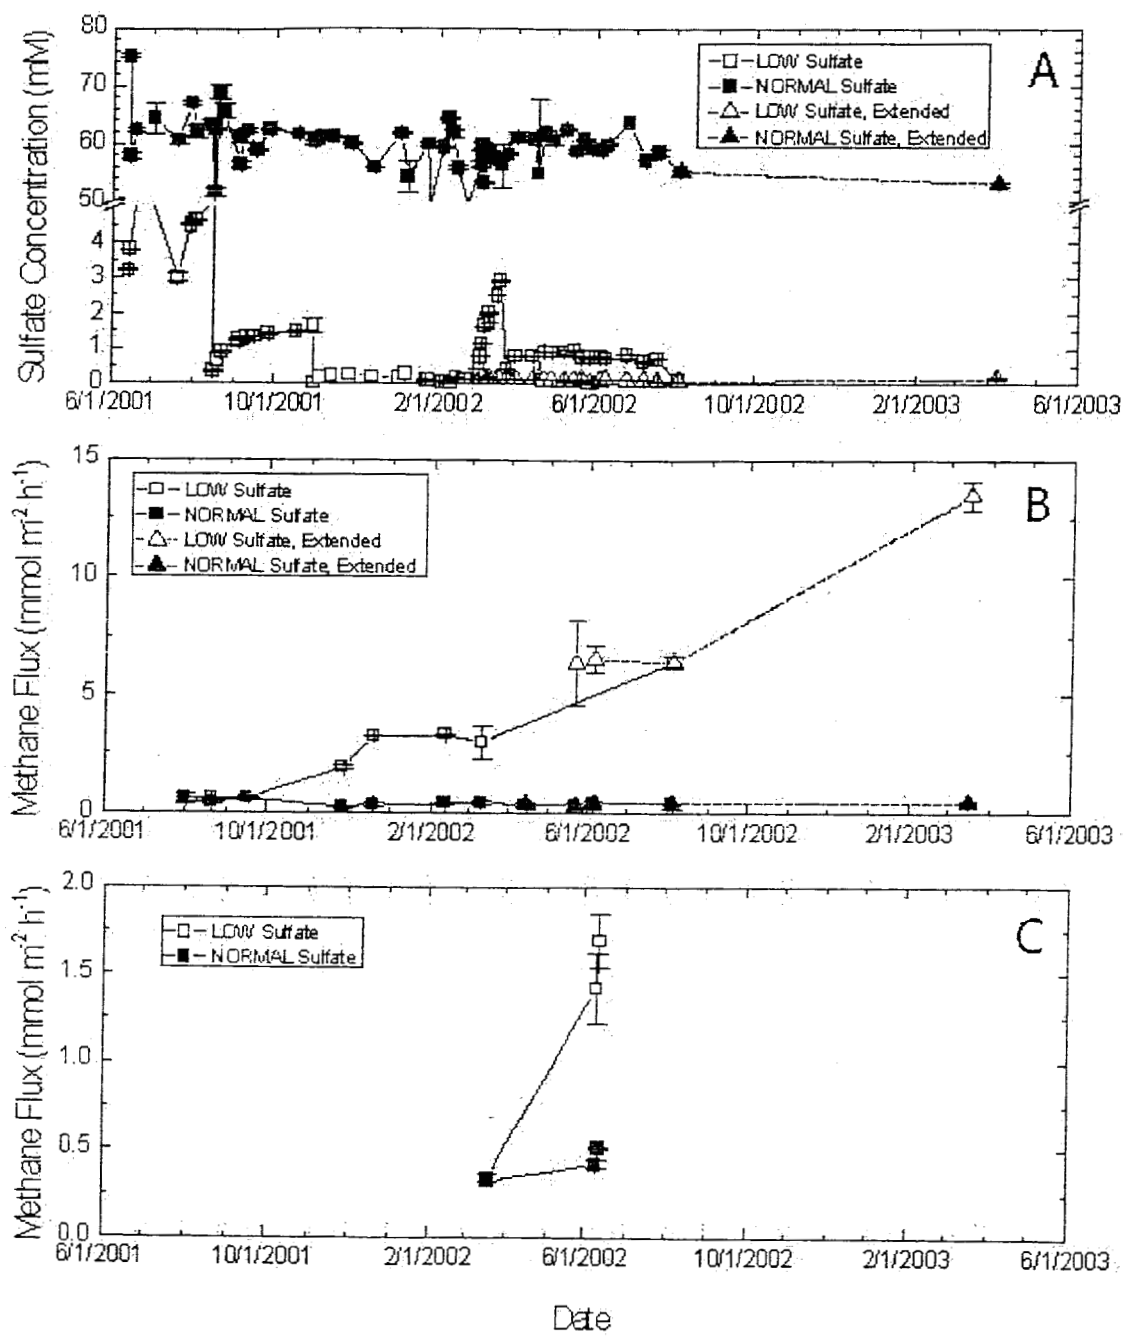 A
Sulfate Concentration (mM)
80
70
60
50
4
3
2
1
0
LOW Sulfate
NORMAL Sulfate
LOW Sulfate, Extended
NORMAL Sulfate, Extended
6/1/2001 10/1/2001 2/1/2002 6/1/2002 10/1/2002 2/1/2003 6/1/2003
B
Methane Flux (mmol m-2 h-1)
15
10
5
0
LOW Sulfate
NORMAL Sulfate
LOW Sulfate, Extended
NORMAL Sulfate, Extended
6/1/2001 10/1/2001 2/1/2002 6/1/2002 10/1/2002 2/1/2003 6/1/2003
C
Methane Flux (mmol m-2 h-1)
2.0
1.5
1.0
0.5
0.0
LOW Sulfate
NORMAL Sulfate
6/1/2001 10/1/2001 2/1/2002 6/1/2002 10/1/2002 2/1/2003 6/1/2003
Date